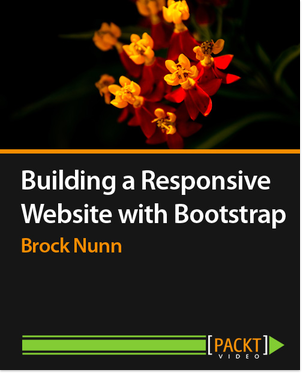 Building a Responsive
Website with Bootstrap
Brock Nunn
[PACKT]
VIDEO